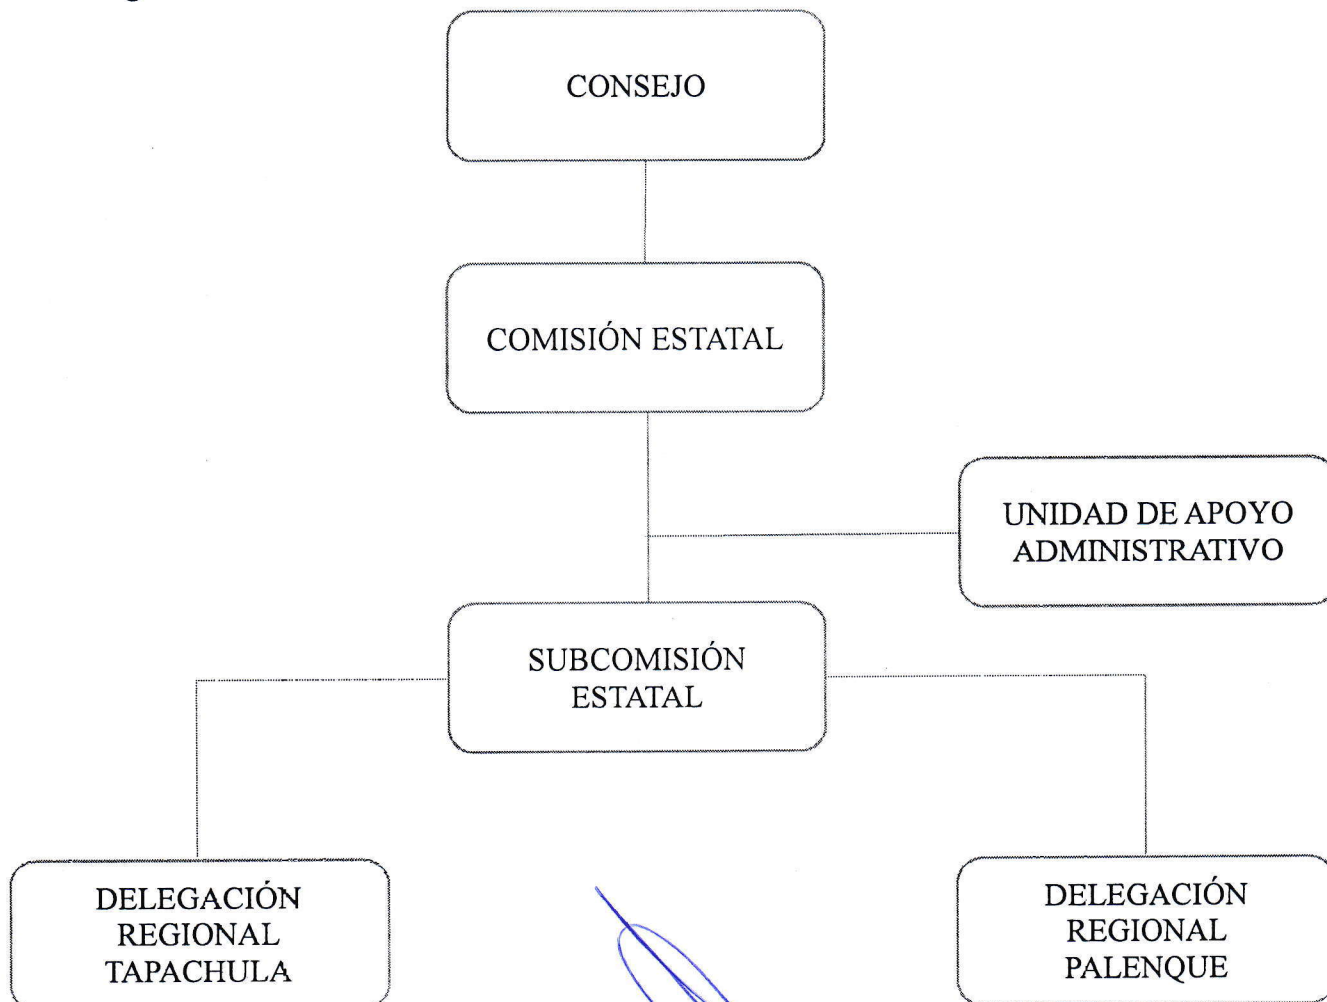 CONSEJO
COMISIÓN ESTATAL
UNIDAD DE APOYO
ADMINISTRATIVO
SUBCOMISIÓN
ESTATAL
DELEGACIÓN
REGIONAL
TAPACHULA
DELEGACIÓN
REGIONAL
PALENQUE